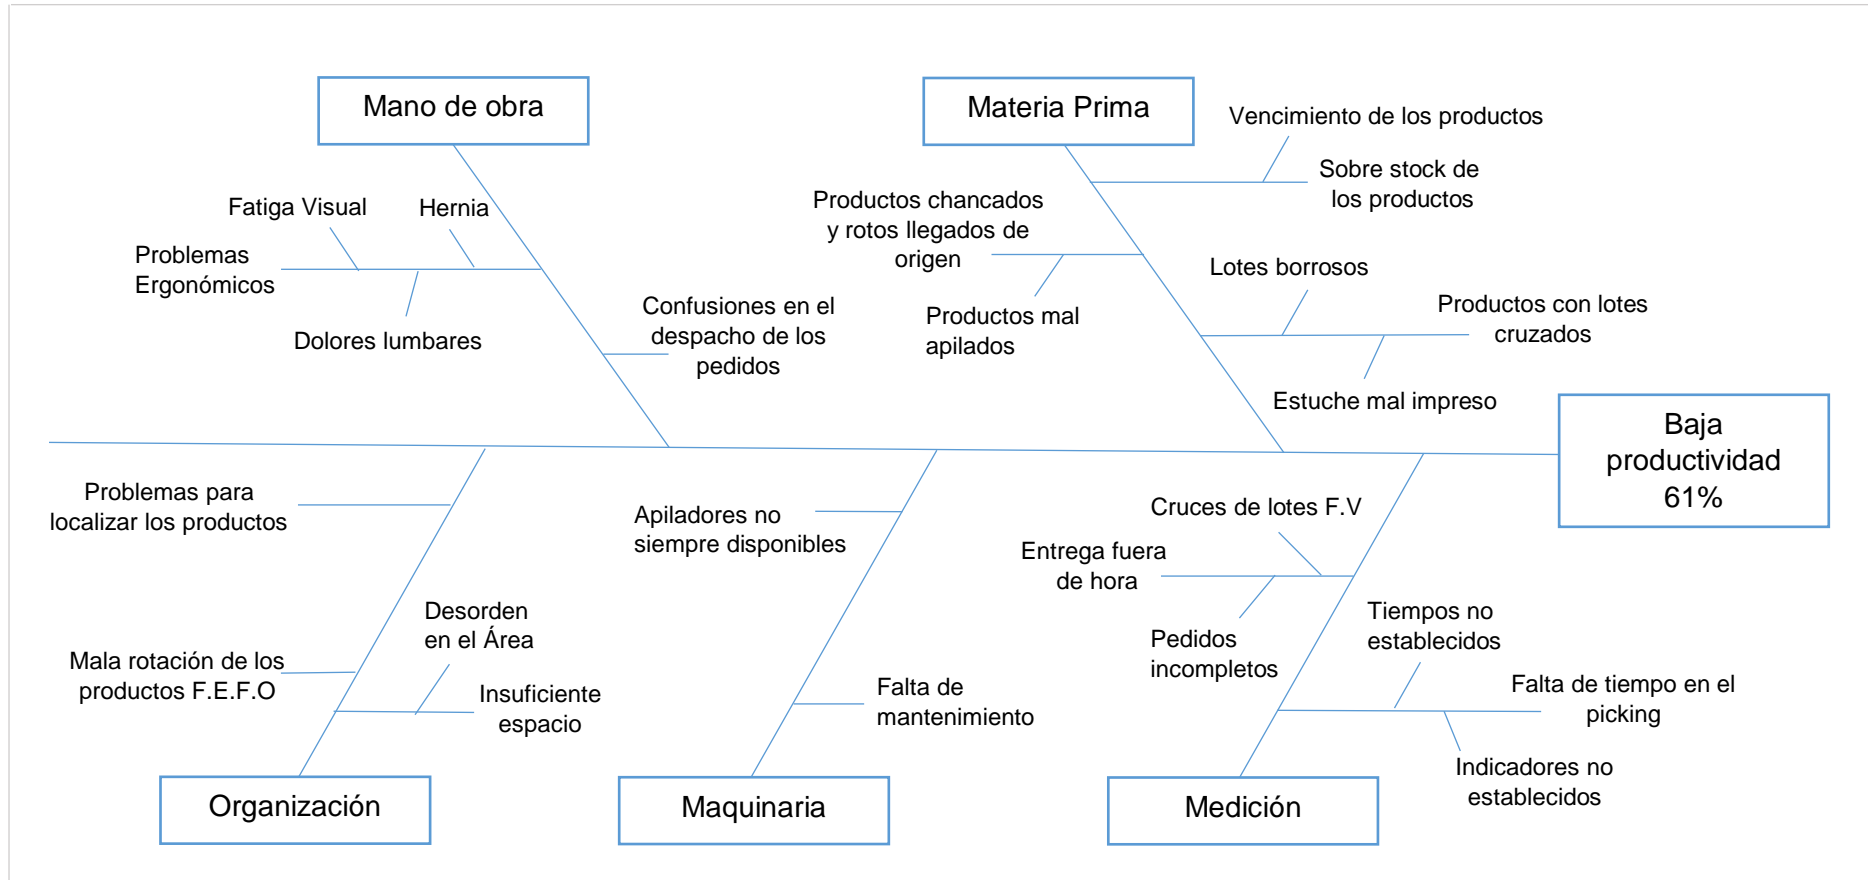 Mano de obra
Materia Prima
Vencimiento de los productos
Sobre stock de
los productos
Productos chancados
y rotos llegados de
origen
Fatiga Visual
Hernia
Problemas
Ergonómicos
Lotes borrosos
Productos con lotes
cruzados
Confusiones en el
despacho de los
pedidos
Productos mal
apilados
Dolores lumbares
Estuche mal impreso
Baja
productividad
61%
Problemas para
localizar los productos
Apiladores no
siempre disponibles
Cruces de lotes F.V
Entrega fuera
de hora
Desorden
en el Área
Tiempos no
establecidos
Pedidos
incompletos
Mala rotación de los
productos F.E.F.O
Insuficiente
espacio
Falta de
mantenimiento
Falta de tiempo en el
picking
Indicadores no
establecidos
Organización
Maquinaria
Medición